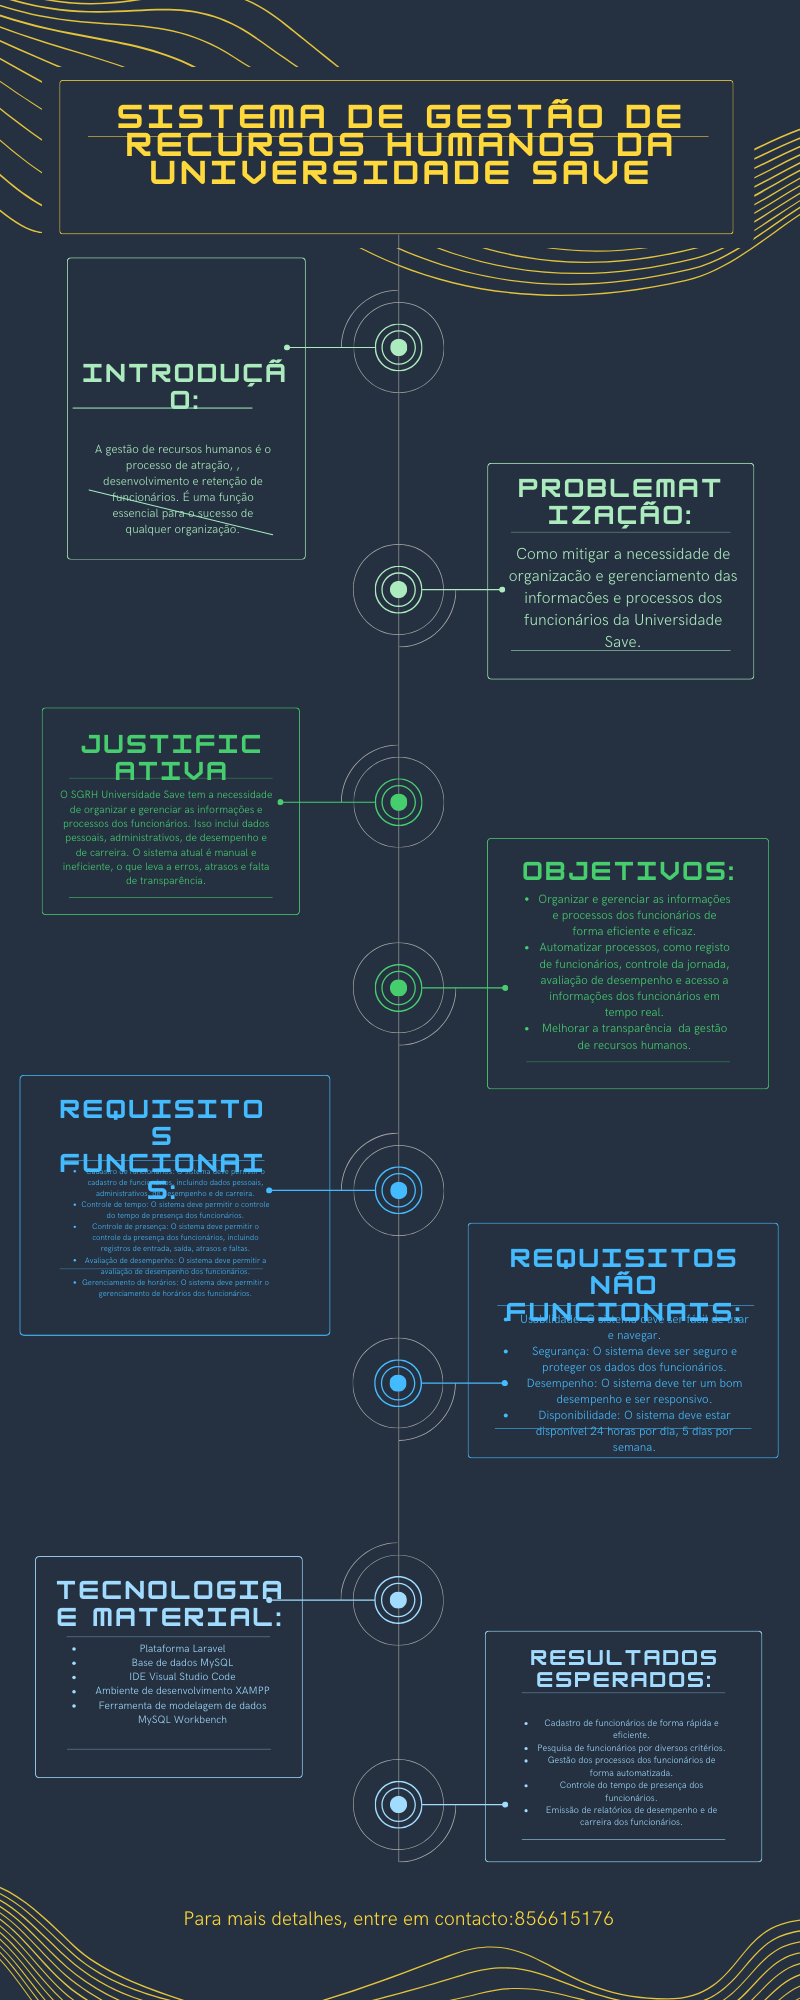 SISTEMA DE GESTÃO DE
RECURSOS HUMANOS DA
UNIVERSIDADE SAVE
INTRODUÇÃ
O:
A gestão de recursos humanos é o
processo de atração, ,
desenvolvimento e retenção de
funcionários. É uma função
essencial para o sucesso de
qualquer organização.
PROBLEMAT
IZAÇÃO:
Como mitigar a necessidade de
organizacão e gerenciamento das
informacões e processos dos
funcionários da Universidade
Save.
JUSTIFIC
ATIVA
O SGRH Universidade Save tem a necessidade
de organizar e gerenciar as informações e
processos dos funcionários. Isso inclui dados
pessoais, administrativos, de desempenho e
de carreira. O sistema atual é manual e
ineficiente, o que leva a erros, atrasos e falta
de transparência.
OBJETIVOS:
• Organizar e gerenciar as informações
e processos dos funcionários de
forma eficiente e eficaz.
• Automatizar processos, como registo
de funcionários, controle da jornada,
avaliação de desempenho e acesso a
informações dos funcionários em
tempo real.
• Melhorar a transparência da gestão
de recursos humanos.
REQUISITO
S
FUNCIONAI
S:
• Cadastro de funcionários: O sistema deve permitir o
cadastro de funcionários, incluindo dados pessoais,
administrativos, de desempenho e de carreira.
• Controle de tempo: O sistema deve permitir o controle
do tempo de presença dos funcionários.
• Controle de presença: O sistema deve permitir o
controle da presença dos funcionários, incluindo
registros de entrada, saída, atrasos e faltas.
• Avaliação de desempenho: O sistema deve permitir a
avaliação de desempenho dos funcionários.
• Gerenciamento de horários: O sistema deve permitir o
gerenciamento de horários dos funcionários.
REQUISITOS
NÃO
FUNCIONAIS:
• Usabilidade: O sistema deve ser fácil de usar
e navegar.
• Segurança: O sistema deve ser seguro e
proteger os dados dos funcionários.
• Desempenho: O sistema deve ter um bom
desempenho e ser responsivo.
• Disponibilidade: O sistema deve estar
disponível 24 horas por dia, 5 dias por
semana.
TECNOLOGIA
E MATERIAL:
• Plataforma Laravel
• Base de dados MySQL
• IDE Visual Studio Code
• Ambiente de desenvolvimento XAMPP
• Ferramenta de modelagem de dados
MySQL Workbench
RESULTADOS
ESPERADOS:
• Cadastro de funcionários de forma rápida e
eficiente.
• Pesquisa de funcionários por diversos critérios.
• Gestão dos processos dos funcionários de
forma automatizada.
• Controle do tempo de presença dos
funcionários.
• Emissão de relatórios de desempenho e de
carreira dos funcionários.
Para mais detalhes, entre em contacto:856615176